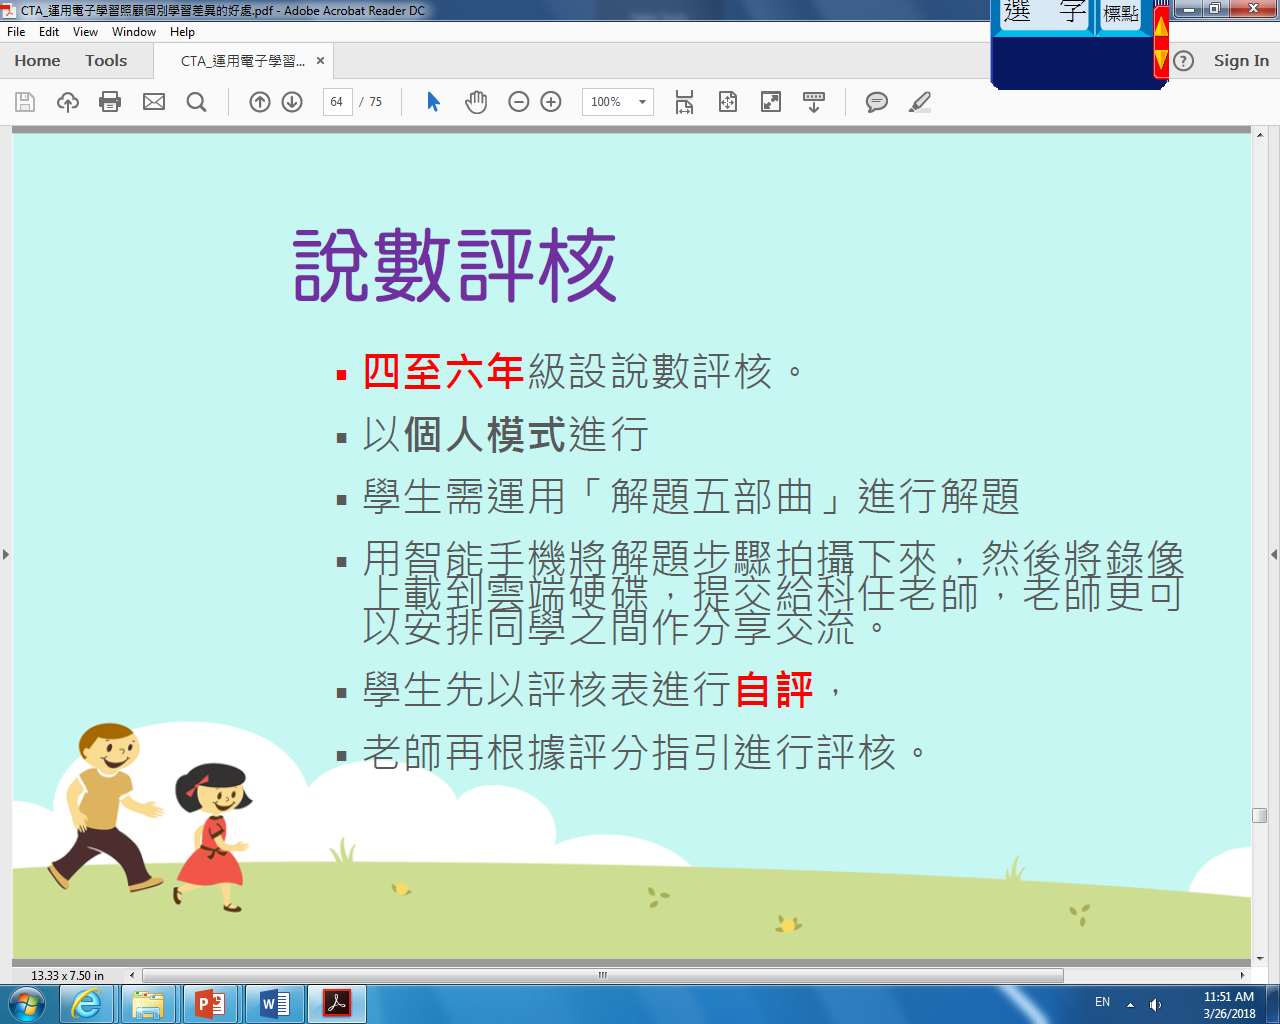 CTA_運用電子學習照顧個別學習差異的好處.pdf - Adobe Acrobat Reader DC
File Edit View Window Help
選 字 標點
Home Tools CTA_運用電子學習... × Sign In
64 / 75 100%
說數評核
四至六年級設說數評核。
以個人模式進行
學生需運用「解題五部曲」進行解題
用智能手機將解題步驟拍攝下來，然後將錄像
上載到雲端硬碟，提交給科任老師，老師更可
以安排同學之間作分享交流。
學生先以評核表進行自評，
老師再根據評分指引進行評核。
13.33 x 7.50 in
EN 11:51 AM
3/26/2018